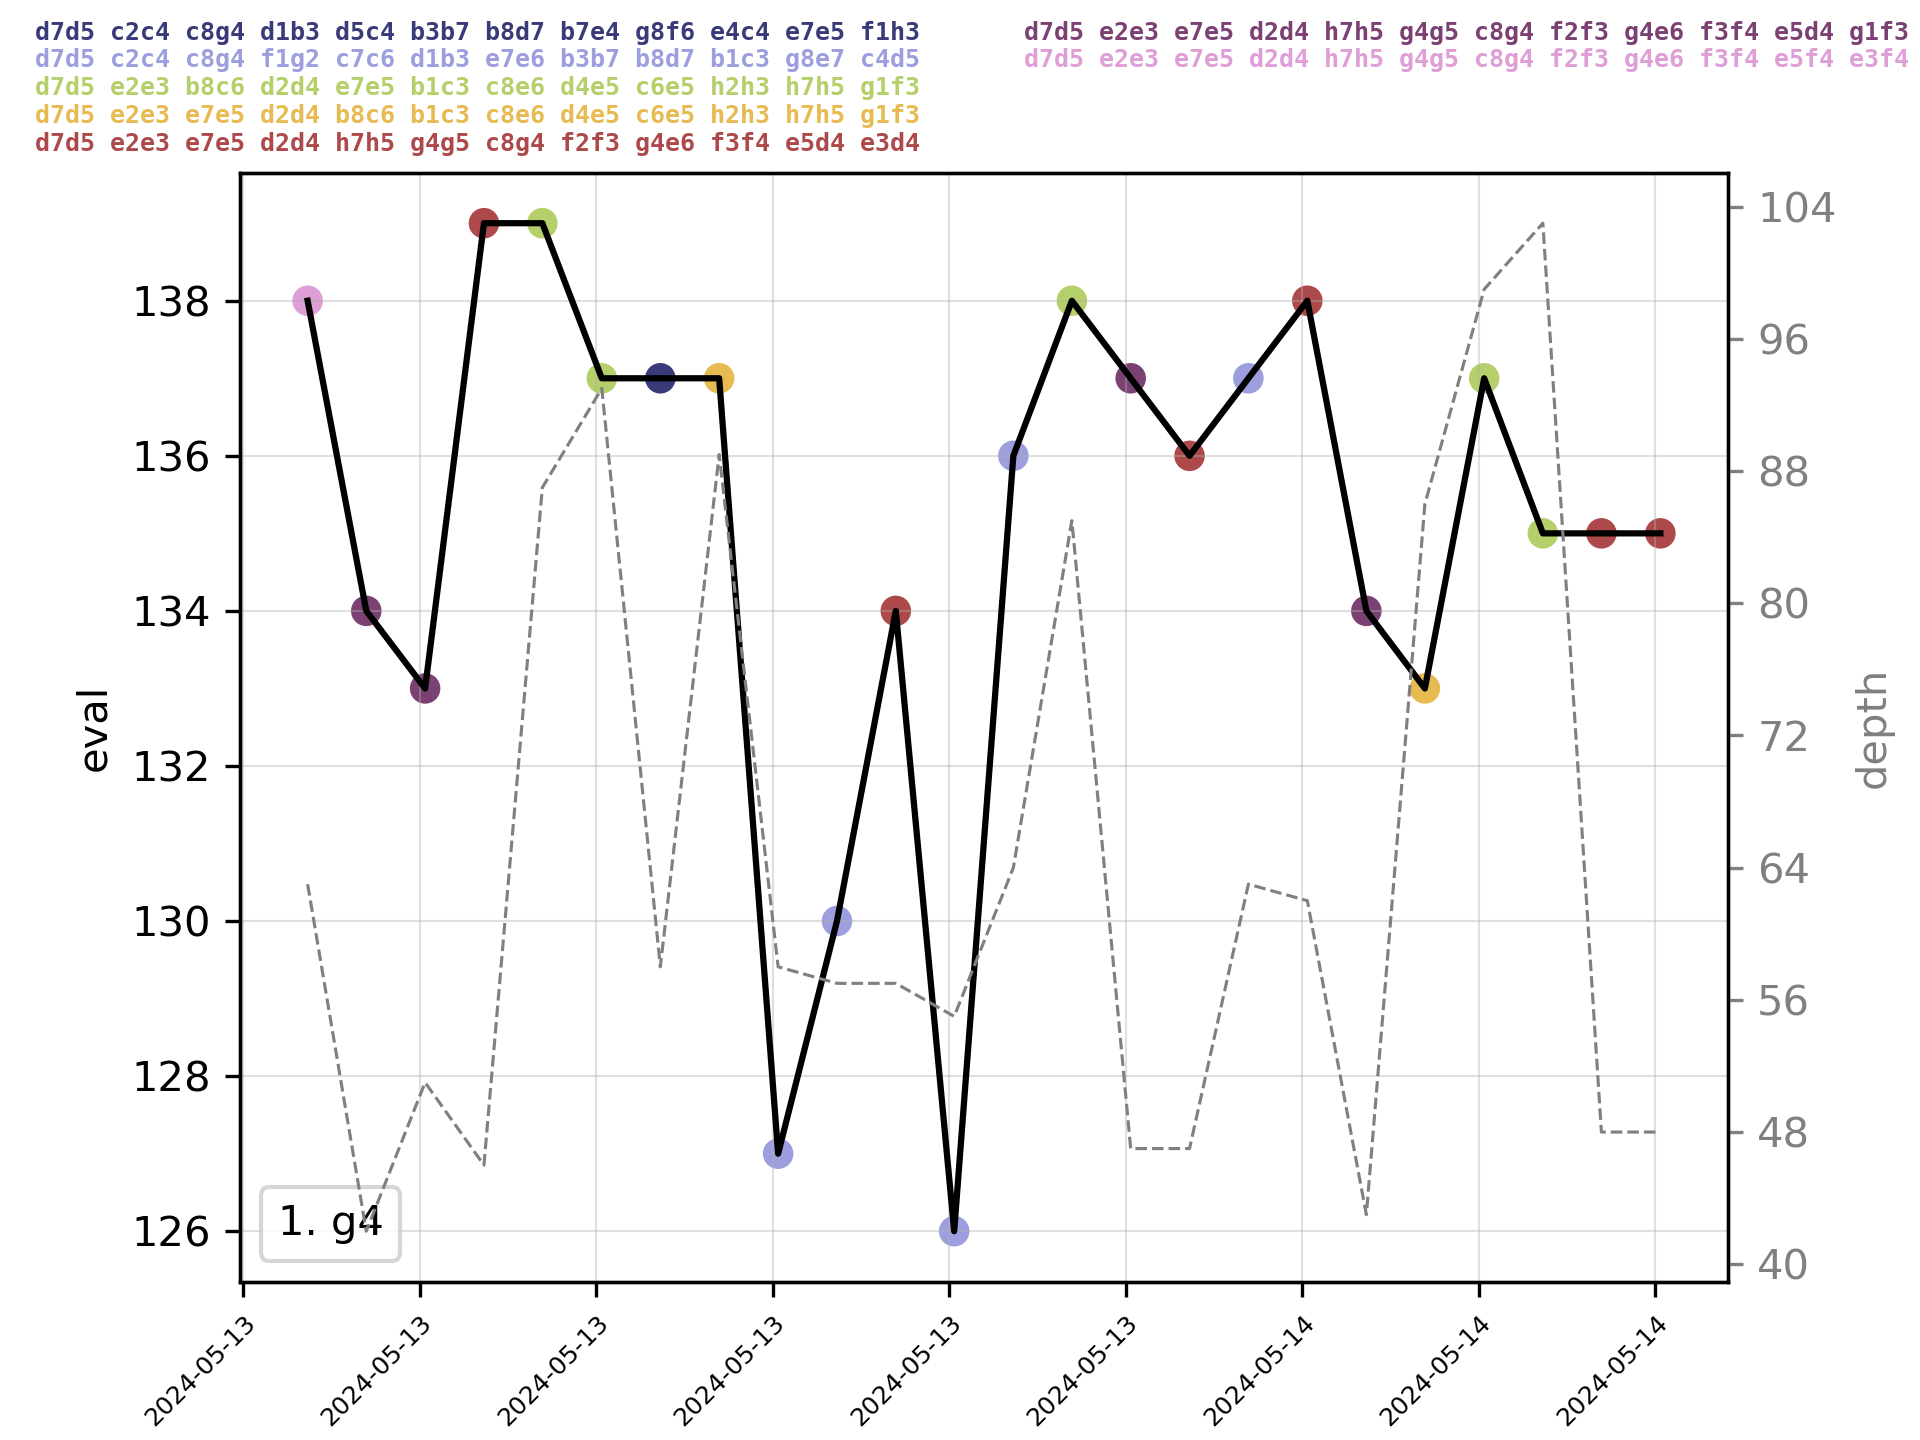 d7d5 c2c4 c8g4 d1b3 d5c4 b3b7 b8d7 b7e4 g8f6 e4c4 e7e5 f1h3
d7d5 c2c4 c8g4 f1g2 c7c6 d1b3 e7e6 b3b7 b8d7 b1c3 g8e7 c4d5
d7d5 e2e3 b8c6 d2d4 e7e5 b1c3 c8e6 d4e5 c6e5 h2h3 h7h5 g1f3
d7d5 e2e3 e7e5 d2d4 b8c6 b1c3 c8e6 d4e5 c6e5 h2h3 h7h5 g1f3
d7d5 e2e3 e7e5 d2d4 h7h5 g4g5 c8g4 f2f3 g4e6 f3f4 e5d4 e3d4
d7d5 e2e3 e7e5 d2d4 h7h5 g4g5 c8g4 f2f3 g4e6 f3f4 e5d4 g1f3
d7d5 e2e3 e7e5 d2d4 h7h5 g4g5 c8g4 f2f3 g4e6 f3f4 e5f4 e3f4
eval
138
136
134
132
130
128
126
1. g4
104
96
88
80
72
64
56
48
40
depth
2024-05-13
2024-05-13
2024-05-13
2024-05-13
2024-05-13
2024-05-13
2024-05-14
2024-05-14
2024-05-14